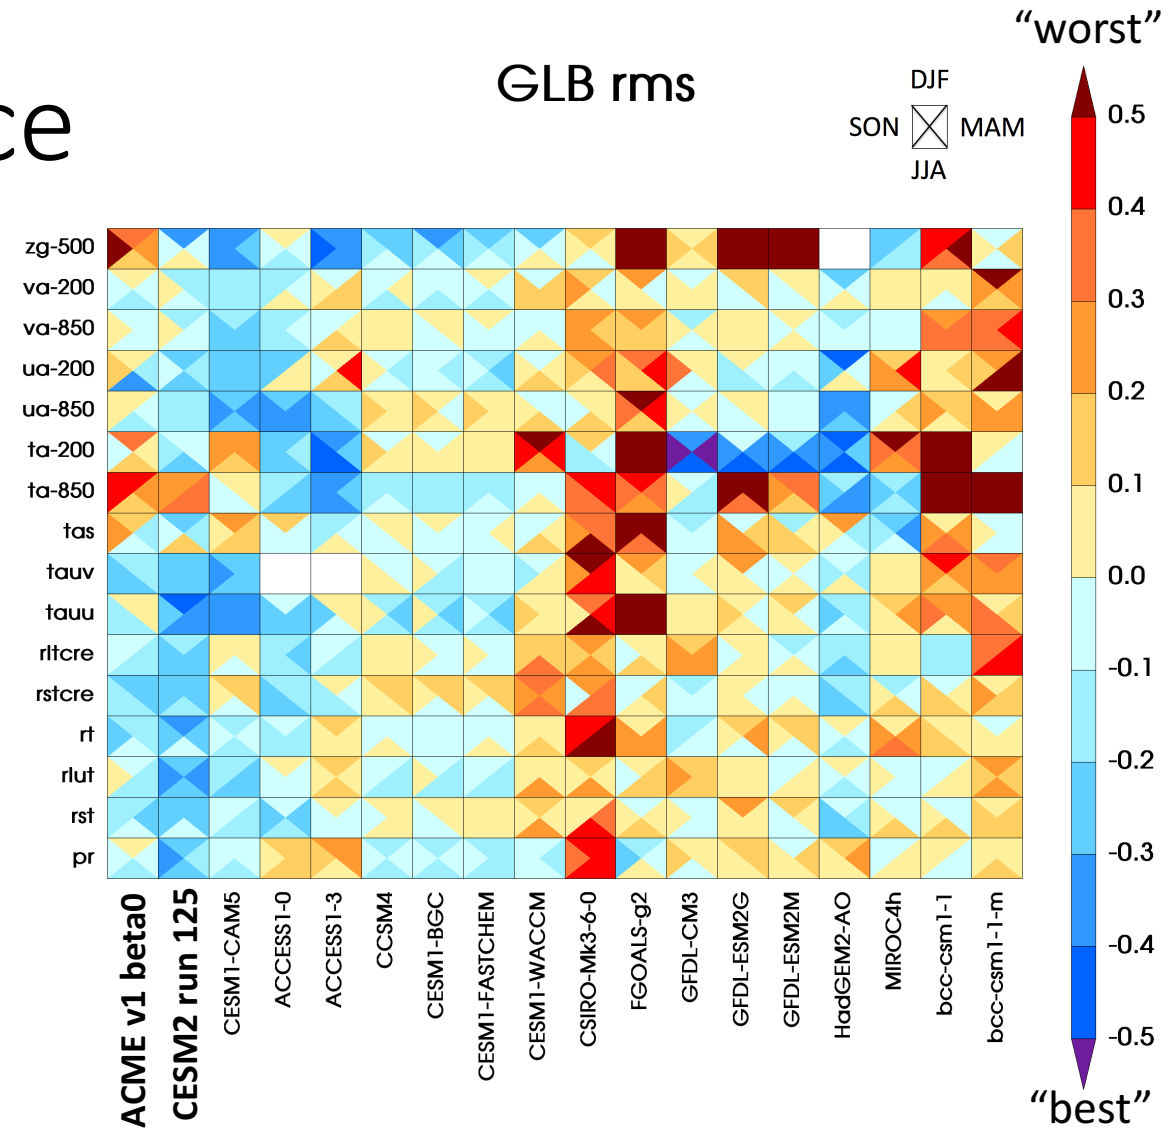 “worst”
ce
GLB rms
DJF
SON MAM
JJA
0.5
0.4
0.3
0.2
0.1
0.0
-0.1
-0.2
-0.3
-0.4
-0.5
“best”
zg-500
va-200
va-850
ua-200
ua-850
ta-200
ta-850
tas
tauv
tauu
rltcre
rstcre
rt
rlut
rst
pr
ACME v1 beta0
CESM2 run 125
CESM1-CAM5
ACCESS1-0
ACCESS1-3
CCSM4
CESM1-BGC
CESM1-FASTCHEM
CESM1-WACCM
CSIRO-Mk3-6-0
FGOALS-g2
GFDL-CM3
GFDL-ESM2G
GFDL-ESM2M
HadGEM2-AO
MIROC4h
bcc-csm1-1
bcc-csm1-1-m